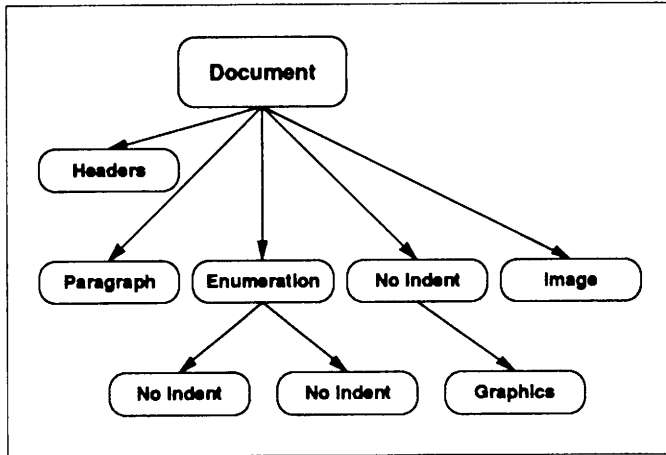 Document
Headers
Paragraph
Enumeration
No Indent
Image
No Indent
No Indent
Graphics